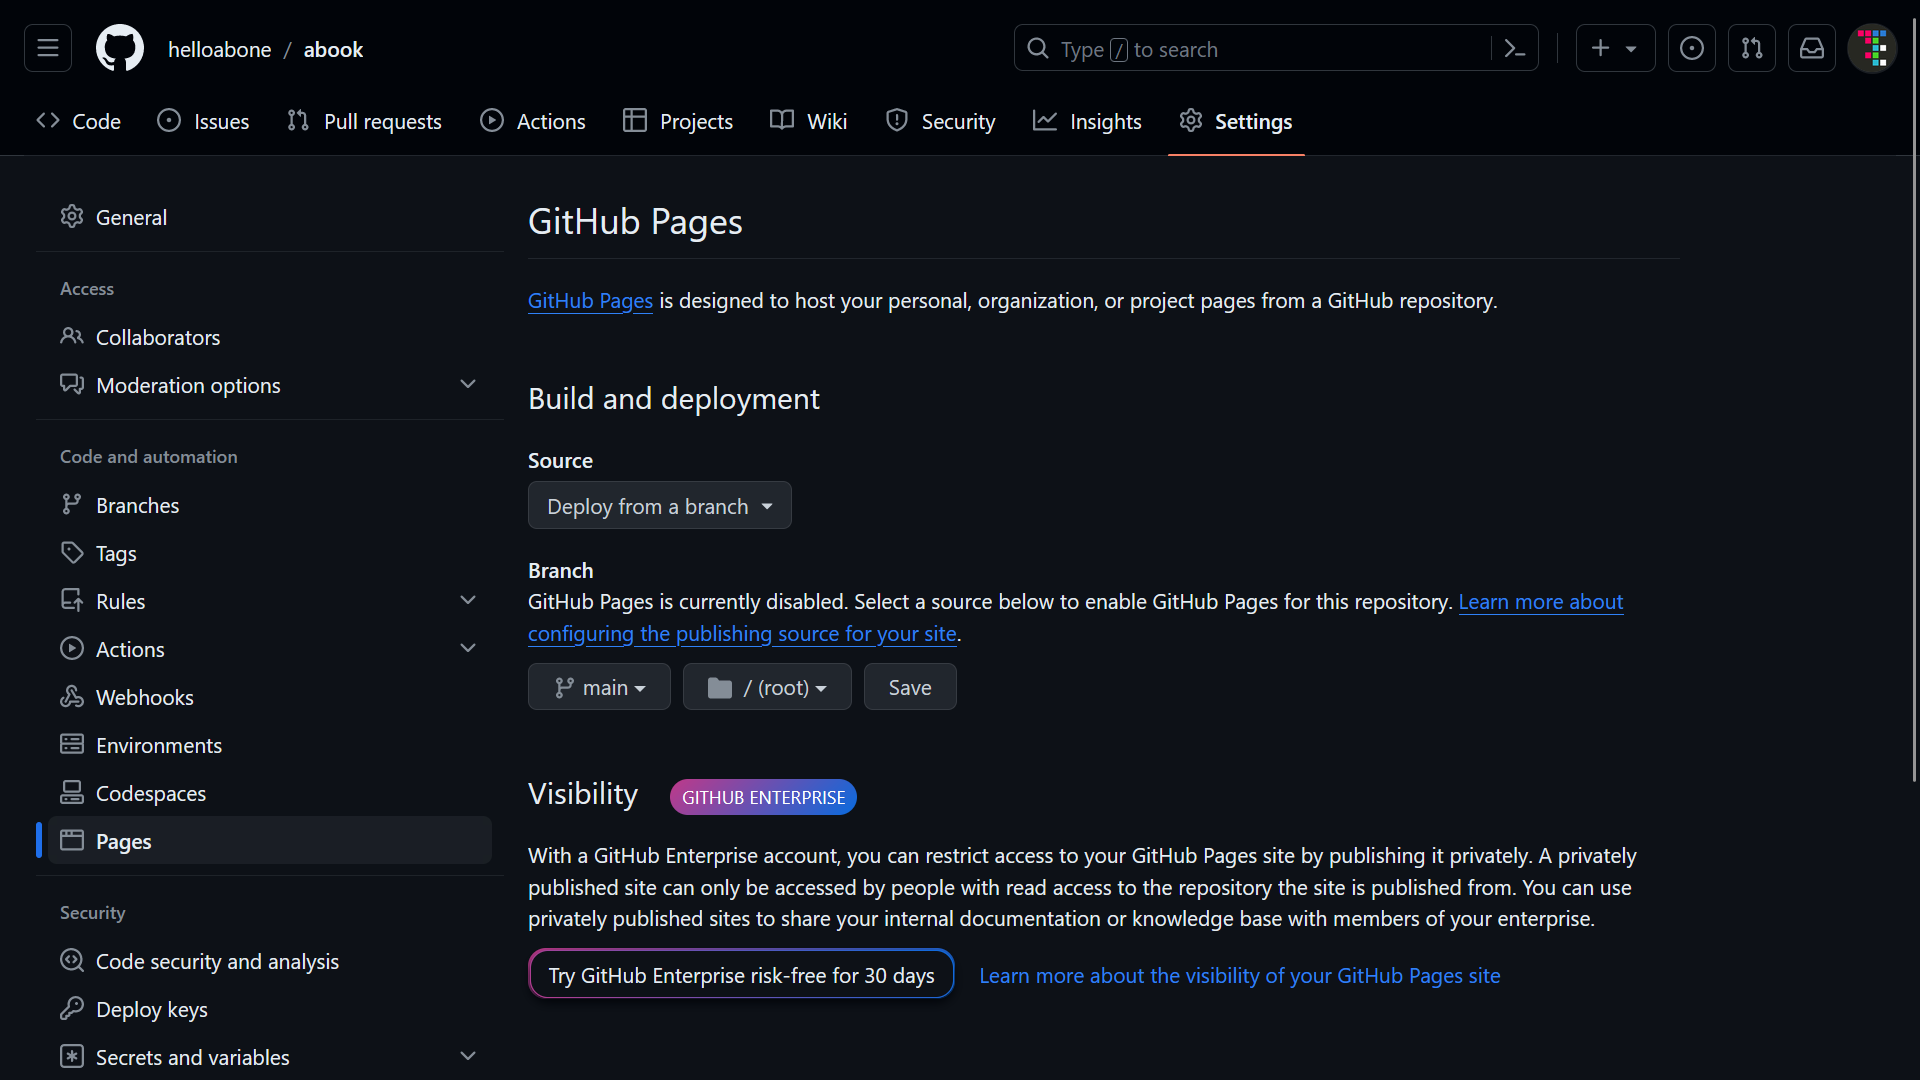 helloabone / abook
Type / to search
Code Issues Pull requests Actions Projects Wiki Security Insights Settings
General
Access
Collaborators
Moderation options
Code and automation
Branches
Tags
Rules
Actions
Webhooks
Environments
Codespaces
Pages
Security
Code security and analysis
Deploy keys
Secrets and variables
GitHub Pages
GitHub Pages is designed to host your personal, organization, or project pages from a GitHub repository.
Build and deployment
Source
Deploy from a branch
Branch
GitHub Pages is currently disabled. Select a source below to enable GitHub Pages for this repository. Learn more about
configuring the publishing source for your site.
main / (root) Save
Visibility GITHUB ENTERPRISE
With a GitHub Enterprise account, you can restrict access to your GitHub Pages site by publishing it privately. A privately
published site can only be accessed by people with read access to the repository the site is published from. You can use
privately published sites to share your internal documentation or knowledge base with members of your enterprise.
Try GitHub Enterprise risk-free for 30 days Learn more about the visibility of your GitHub Pages site